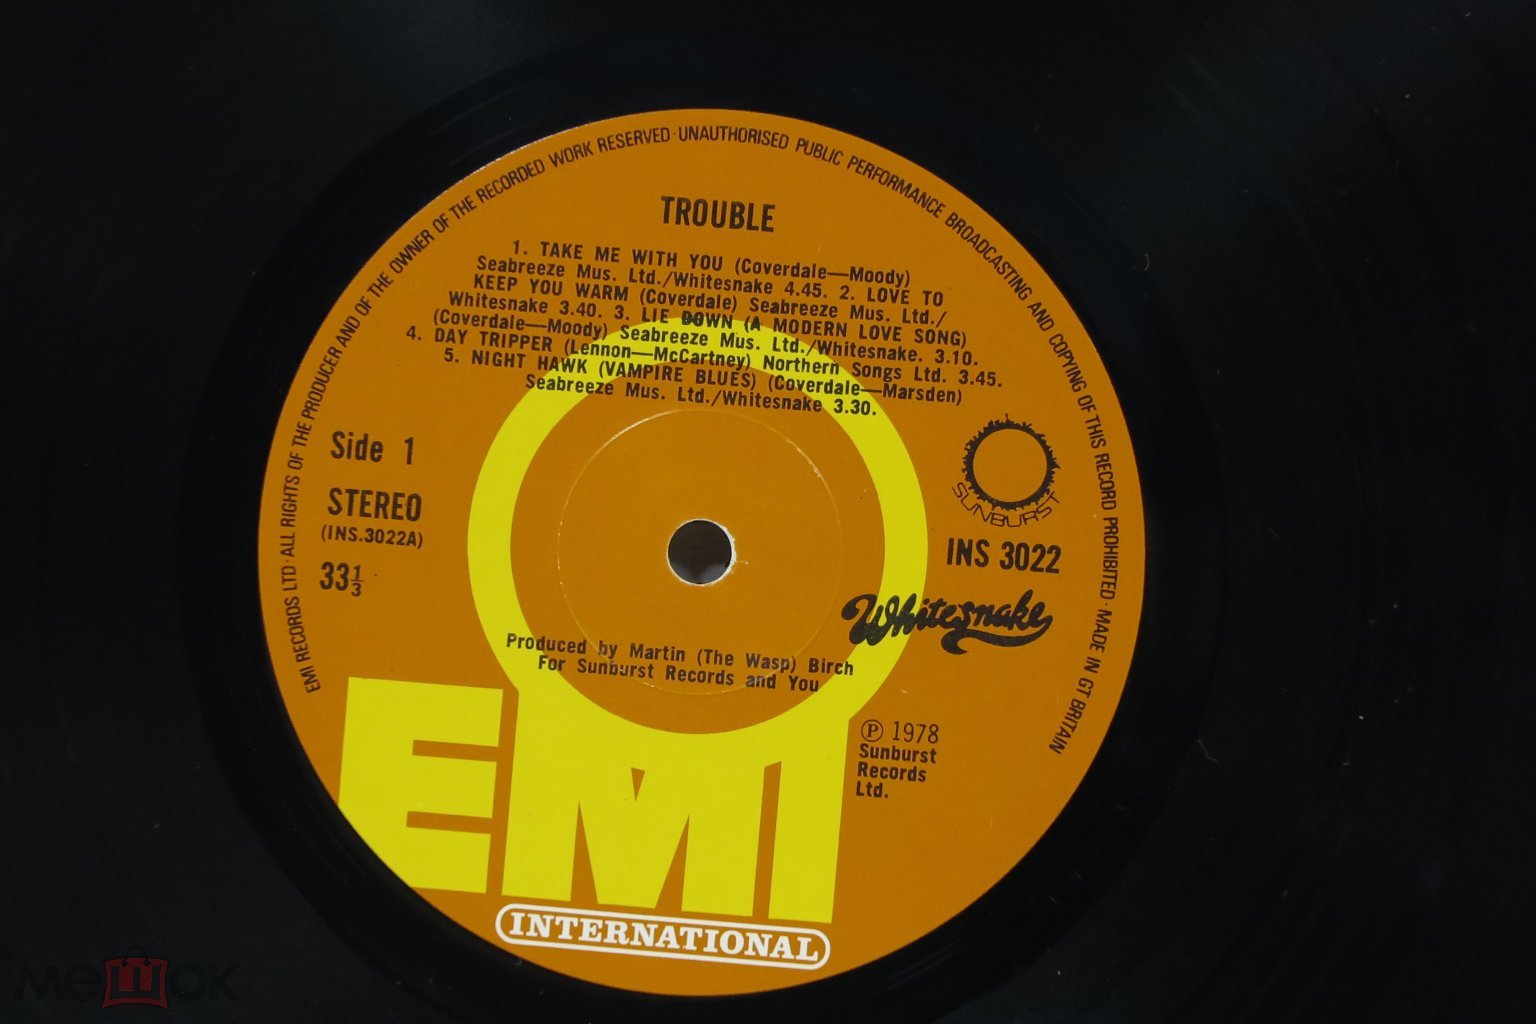 EMI RECORDS LTD · ALL RIGHTS OF THE PRODUCER AND OF THE OWNER OF THE RECORDED WORK RESERVED · UNAUTHORISED PUBLIC PERFORMANCE BROADCASTING AND COPYING OF THIS RECORD PROHIBITED · MADE IN GT BRITAIN
TROUBLE
1. TAKE ME WITH YOU (Coverdale—Moody)
Seabreeze Mus. Ltd./Whitesnake 4.45. 2. LOVE TO
KEEP YOU WARM (Coverdale) Seabreeze Mus. Ltd./
Whitesnake 3.40. 3. LIE DOWN (A MODERN LOVE SONG)
(Coverdale—Moody) Seabreeze Mus. Ltd./Whitesnake. 3.10.
4. DAY TRIPPER (Lennon—McCartney) Northern Songs Ltd. 3.45.
5. NIGHT HAWK (VAMPIRE BLUES) (Coverdale—Marsden)
Seabreeze Mus. Ltd./Whitesnake 3.30.
Side 1
STEREO
(INS.3022A)
33⅓
SUNBURST
INS 3022
Whitesnake
Produced by Martin (The Wasp) Birch
For Sunburst Records and You
℗ 1978
Sunburst
Records
Ltd.
EMI
INTERNATIONAL
мешок